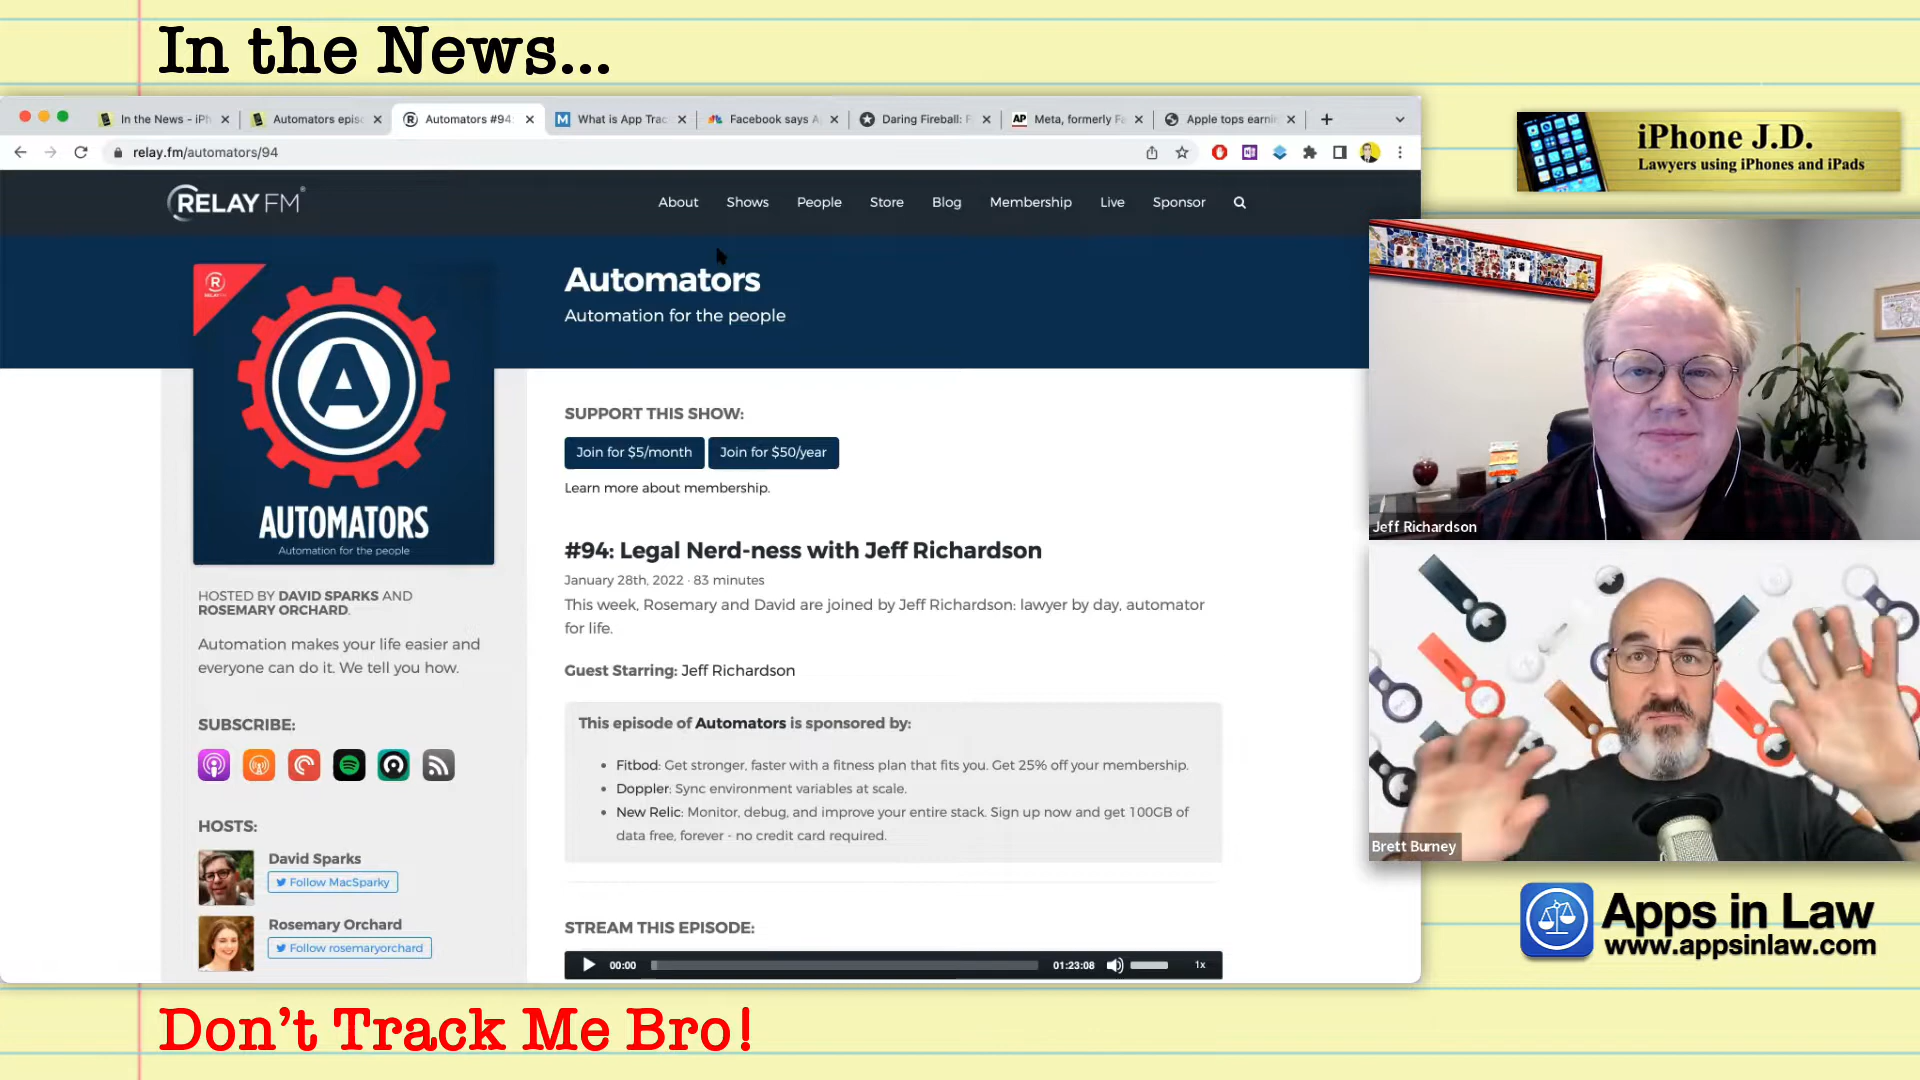 In the News...
In the News - iPh
Automators epis
Automators #94:
What is App Trac
Facebook says A
Daring Fireball: F
Meta, formerly Fa
Apple tops earni
relay.fm/automators/94
RELAY FM
About
Shows
People
Store
Blog
Membership
Live
Sponsor
Automators
Automation for the people
AUTOMATORS
Automation for the people
HOSTED BY DAVID SPARKS AND
ROSEMARY ORCHARD.
Automation makes your life easier and
everyone can do it. We tell you how.
SUBSCRIBE:
HOSTS:
David Sparks
Follow MacSparky
Rosemary Orchard
Follow rosemaryorchard
SUPPORT THIS SHOW:
Join for $5/month
Join for $50/year
Learn more about membership.
#94: Legal Nerd-ness with Jeff Richardson
January 28th, 2022 · 83 minutes
This week, Rosemary and David are joined by Jeff Richardson: lawyer by day, automator
for life.
Guest Starring: Jeff Richardson
This episode of Automators is sponsored by:
Fitbod: Get stronger, faster with a fitness plan that fits you. Get 25% off your membership.
Doppler: Sync environment variables at scale.
New Relic: Monitor, debug, and improve your entire stack. Sign up now and get 100GB of
data free, forever - no credit card required.
STREAM THIS EPISODE:
00:00
01:23:08
1x
iPhone J.D.
Lawyers using iPhones and iPads
Jeff Richardson
Brett Burney
Apps in Law
www.appsinlaw.com
Don't Track Me Bro!